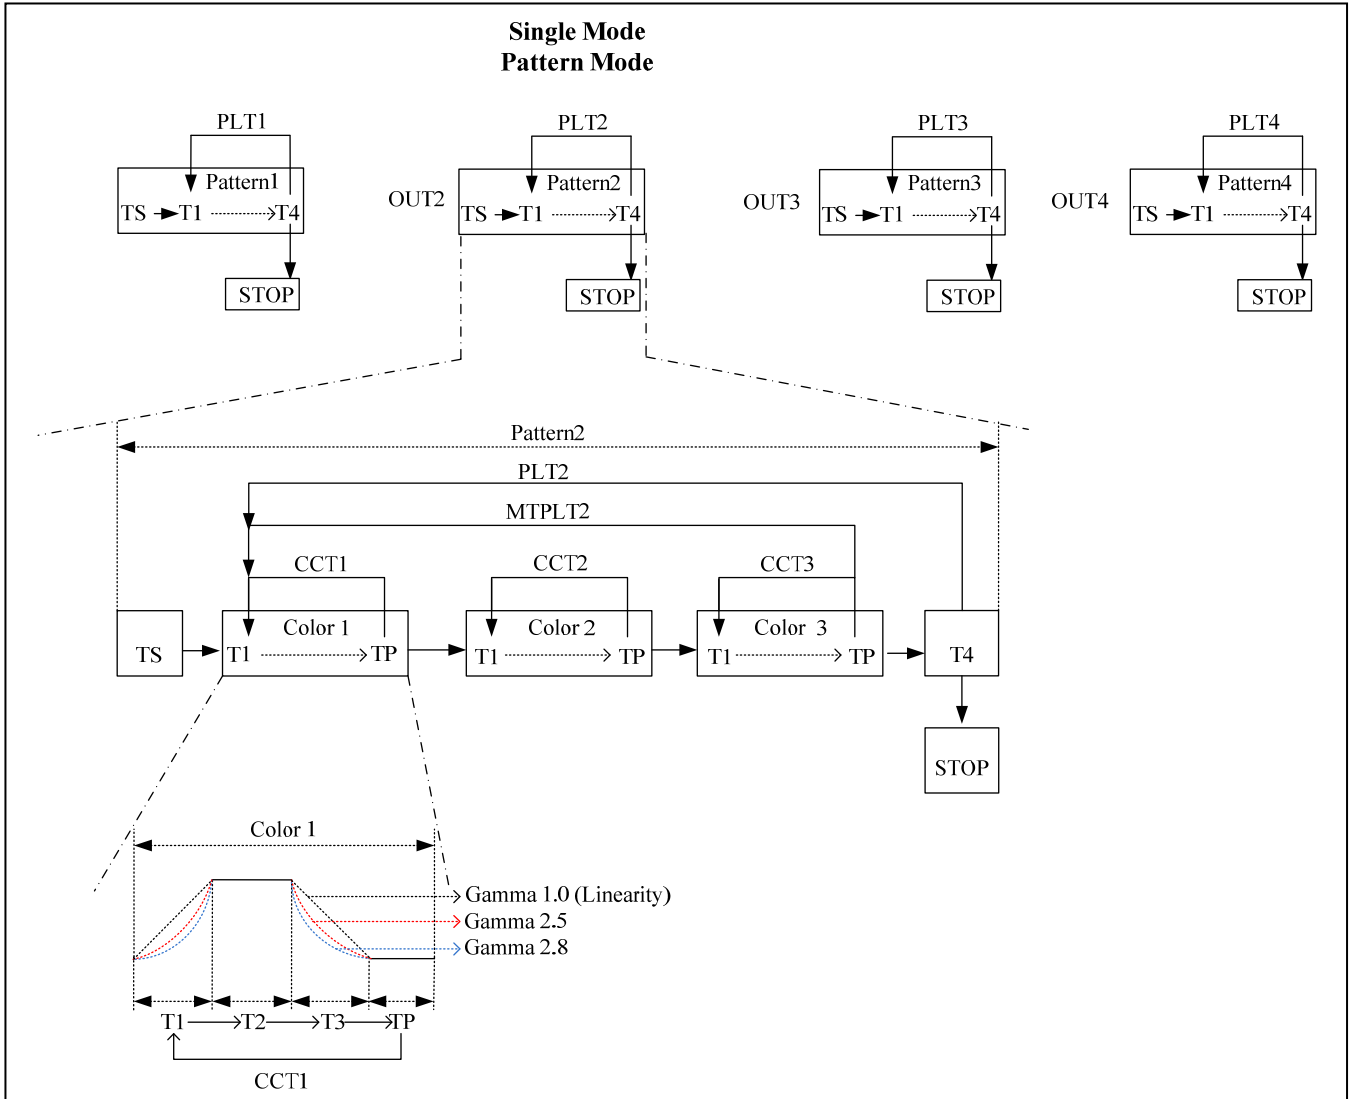 Single Mode
Pattern Mode
PLT1 PLT2 PLT3 PLT4
Pattern1 Pattern2 Pattern3 Pattern4
OUT2 OUT3 OUT4
TS T1 T4 TS T1 T4 TS T1 T4 TS T1 T4
STOP STOP STOP STOP
Pattern2
PLT2
MTPLT2
CCT1 CCT2 CCT3
Color 1 Color 2 Color 3
TS T1 TP T1 TP T1 TP T4
STOP
Color 1
Gamma 1.0 (Linearity)
Gamma 2.5
Gamma 2.8
T1 T2 T3 TP
CCT1